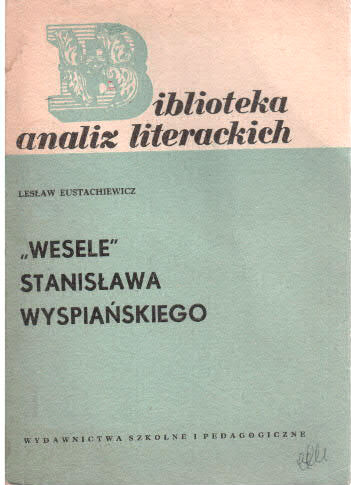 Biblioteka
analiz literackich
LESŁAW EUSTACHIEWICZ
„WESELE”
STANISŁAWA
WYSPIAŃSKIEGO
WYDAWNICTWA SZKOLNE I PEDAGOGICZNE